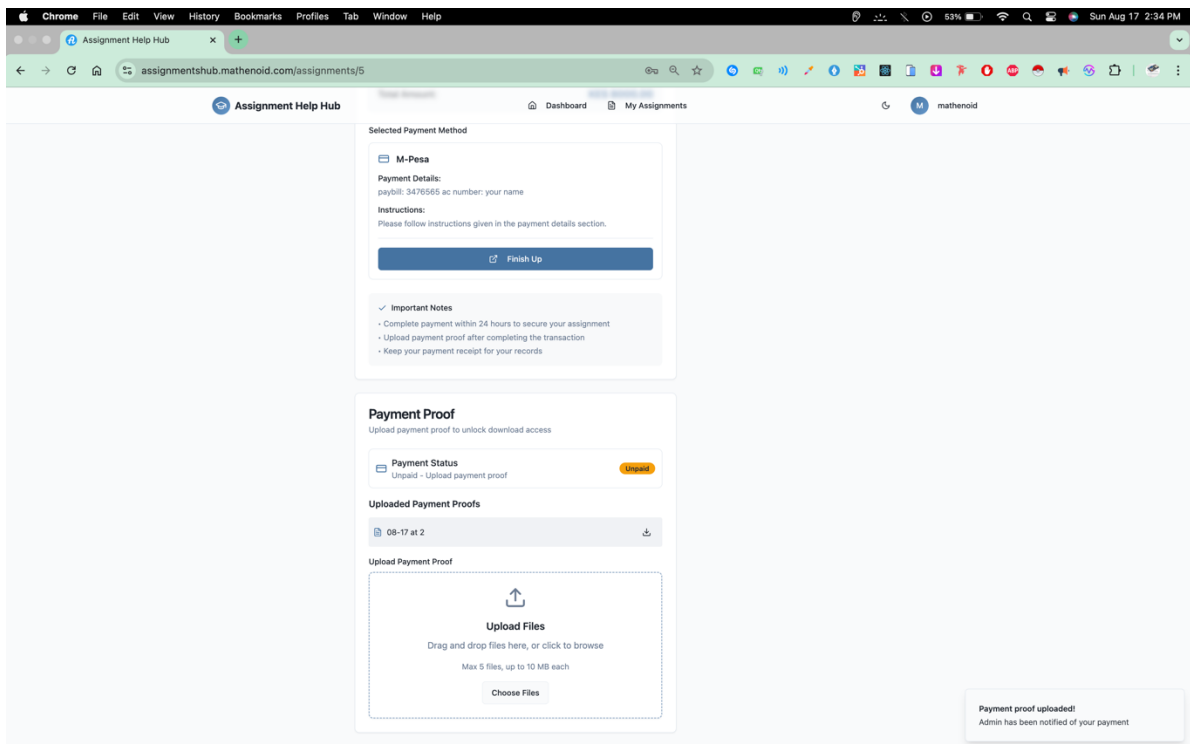 Chrome File Edit View History Bookmarks Profiles Tab Window Help 53% Sun Aug 17 2:34 PM
Assignment Help Hub
assignmentshub.mathenoid.com/assignments/5
Total Amount
Assignment Help Hub Dashboard My Assignments M mathenoid
Selected Payment Method
M-Pesa
Payment Details:
paybill: 3476565 ac number: your name
Instructions:
Please follow instructions given in the payment details section.
Finish Up
Important Notes
• Complete payment within 24 hours to secure your assignment
• Upload payment proof after completing the transaction
• Keep your payment receipt for your records
Payment Proof
Upload payment proof to unlock download access
Payment Status
Unpaid - Upload payment proof
Unpaid
Uploaded Payment Proofs
08-17 at 2
Upload Payment Proof
Upload Files
Drag and drop files here, or click to browse
Max 5 files, up to 10 MB each
Choose Files
Payment proof uploaded!
Admin has been notified of your payment